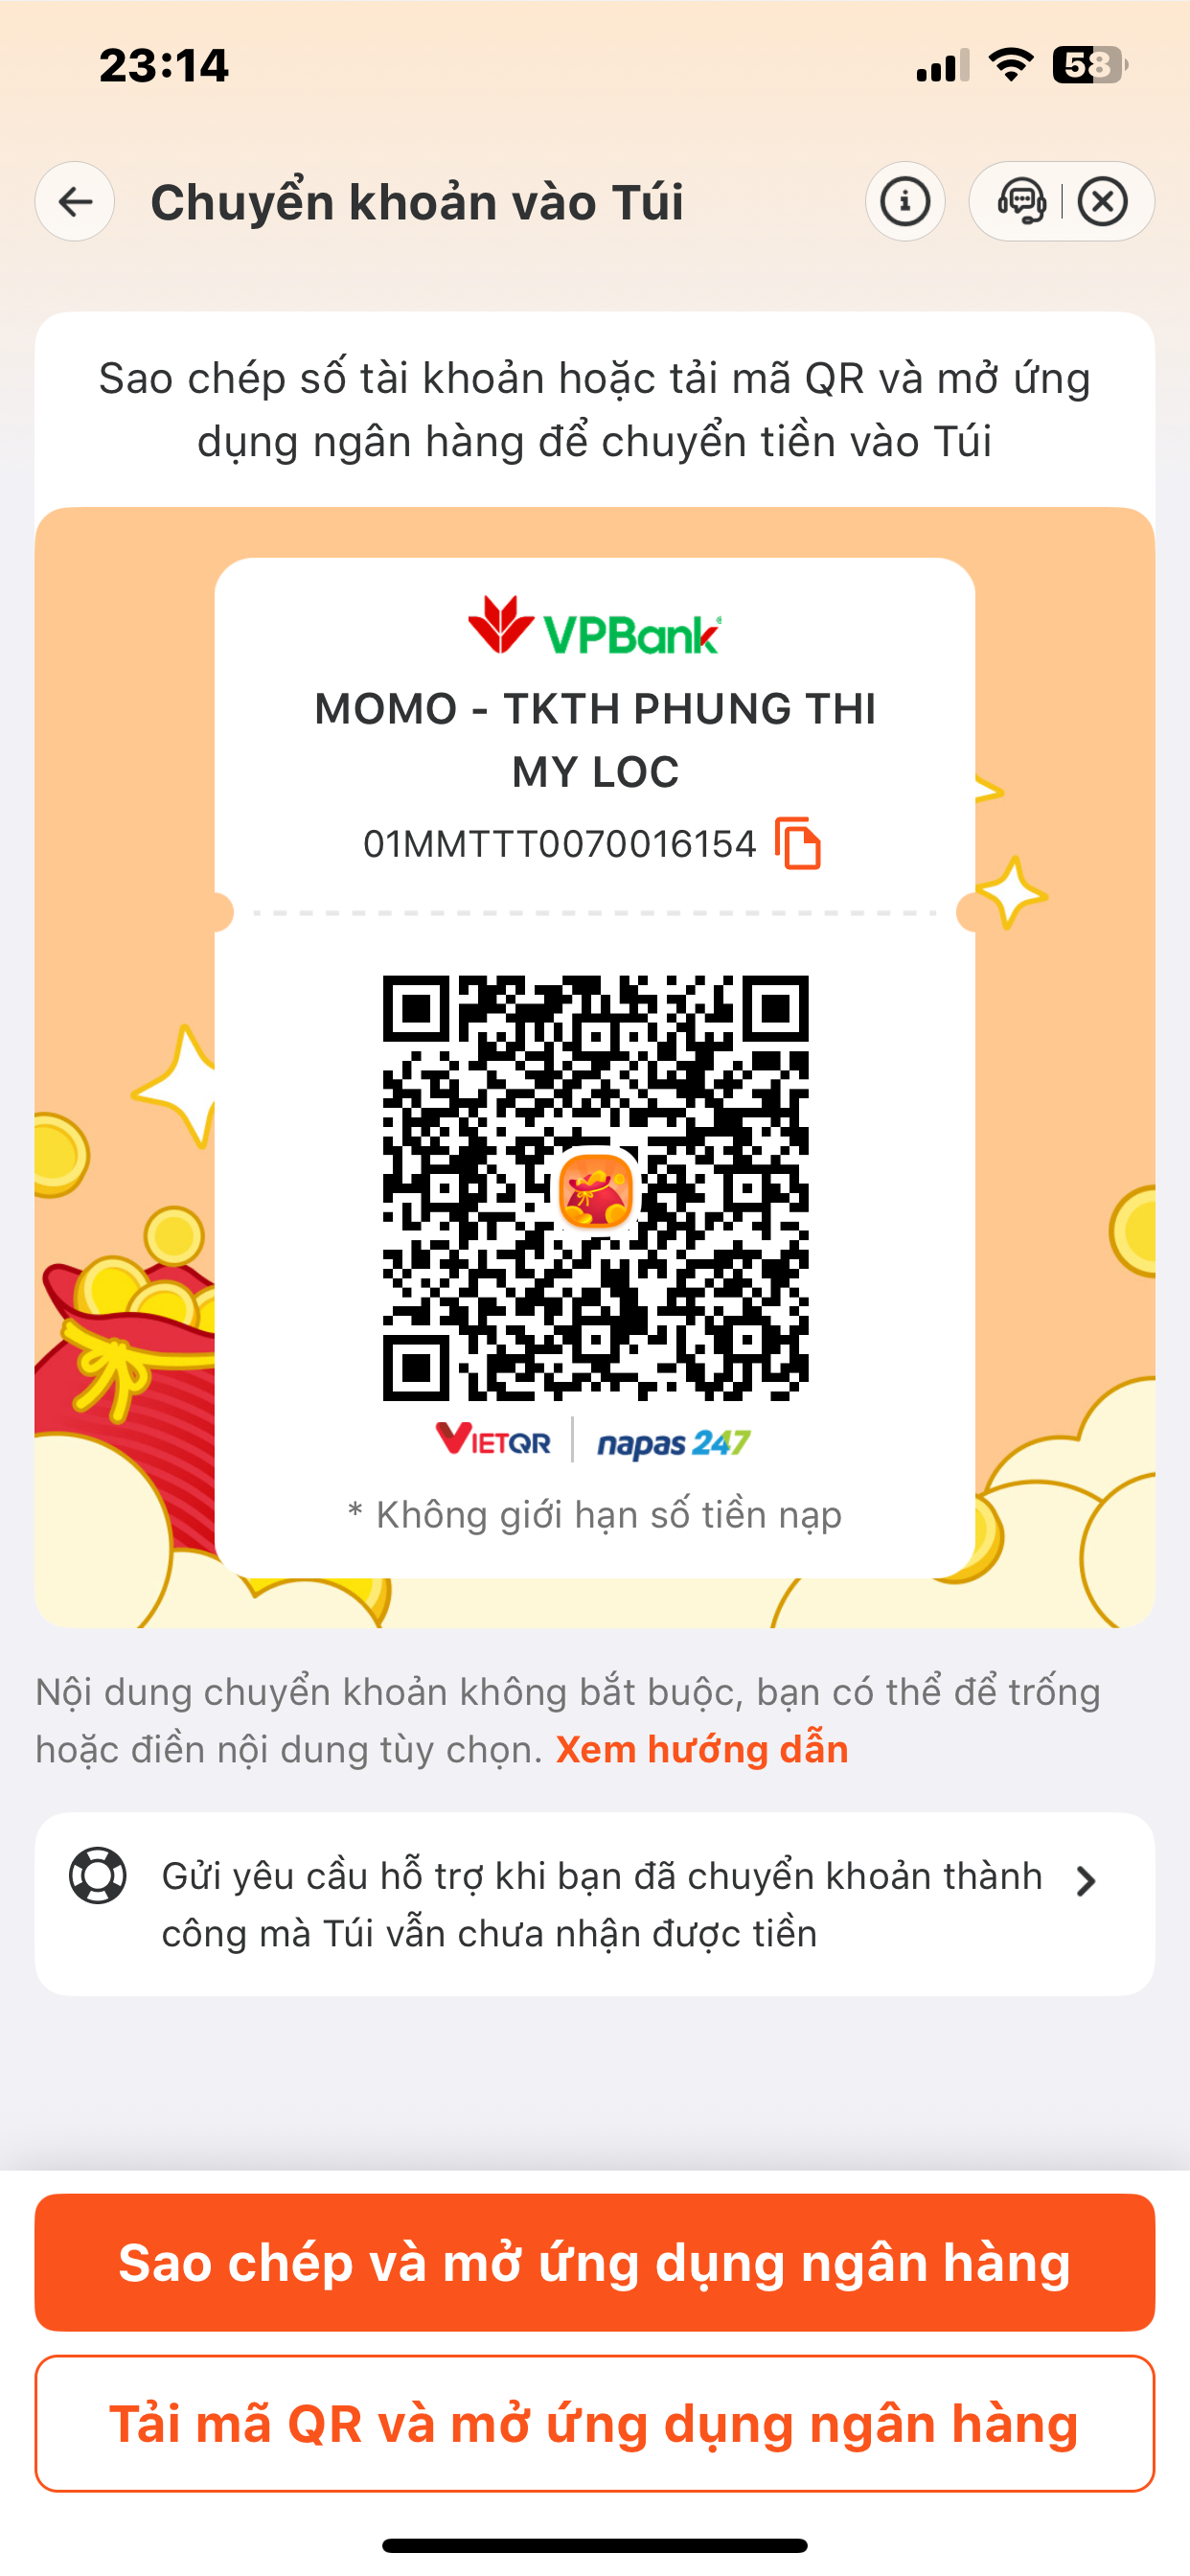 23:14
58
Chuyển khoản vào Túi
Sao chép số tài khoản hoặc tải mã QR và mở ứng
dụng ngân hàng để chuyển tiền vào Túi
VPBank
MOMO - TKTH PHUNG THI
MY LOC
01MMTTT0070016154
VIETQR
napas 247
* Không giới hạn số tiền nạp
Nội dung chuyển khoản không bắt buộc, bạn có thể để trống
hoặc điền nội dung tùy chọn. Xem hướng dẫn
Gửi yêu cầu hỗ trợ khi bạn đã chuyển khoản thành
công mà Túi vẫn chưa nhận được tiền
Sao chép và mở ứng dụng ngân hàng
Tải mã QR và mở ứng dụng ngân hàng